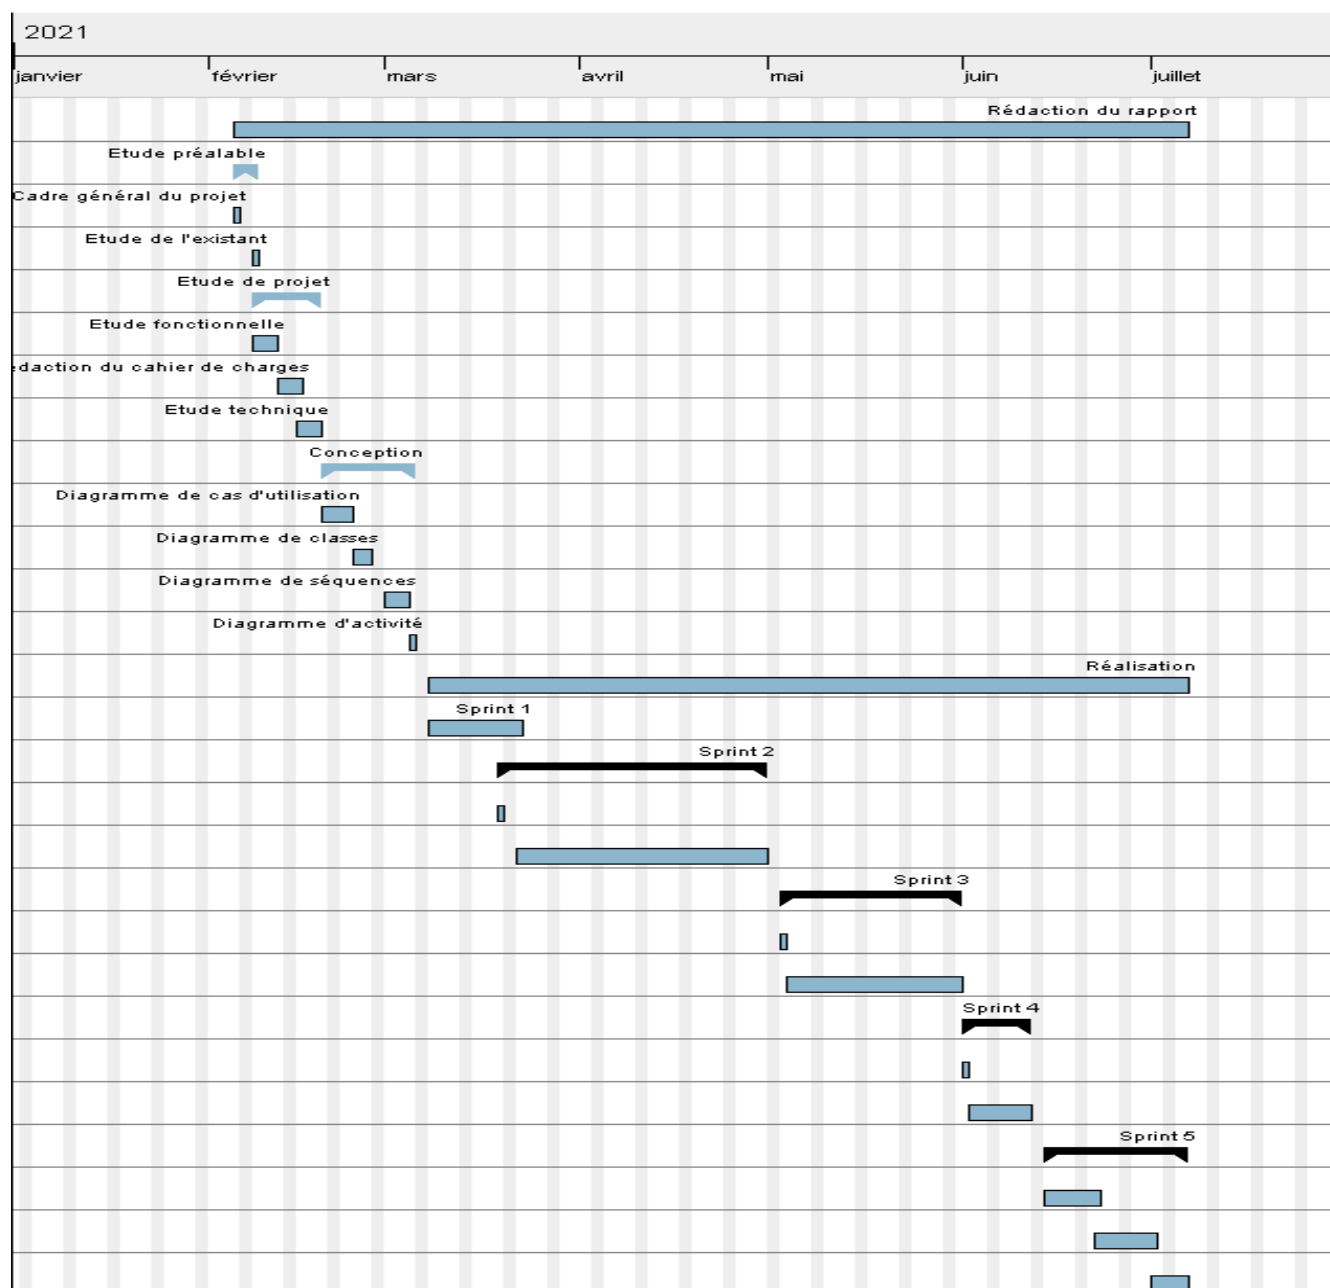 2021
janvier février mars avril mai juin juillet
Rédaction du rapport
Etude préalable
Cadre général du projet
Etude de l'existant
Etude de projet
Etude fonctionnelle
édaction du cahier de charges
Etude technique
Conception
Diagramme de cas d'utilisation
Diagramme de classes
Diagramme de séquences
Diagramme d'activité
Réalisation
Sprint 1
Sprint 2
Sprint 3
Sprint 4
Sprint 5